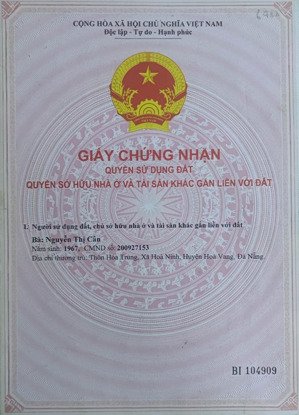 CỘNG HÒA XÃ HỘI CHỦ NGHĨA VIỆT NAM
Độc lập - Tự do - Hạnh phúc
GIẤY CHỨNG NHẬN
QUYỀN SỬ DỤNG ĐẤT
QUYỀN SỞ HỮU NHÀ Ở VÀ TÀI SẢN KHÁC GẮN LIỀN VỚI ĐẤT
I. Người sử dụng đất, chủ sở hữu nhà ở và tài sản khác gắn liền với đất
Bà: Nguyễn Thị Cần
Năm sinh: 1967, CMND số: 200927153
Địa chỉ thường trú: Thôn Hòa Trung, Xã Hoà Ninh, Huyện Hoà Vang, Đà Nẵng.
BI 104909